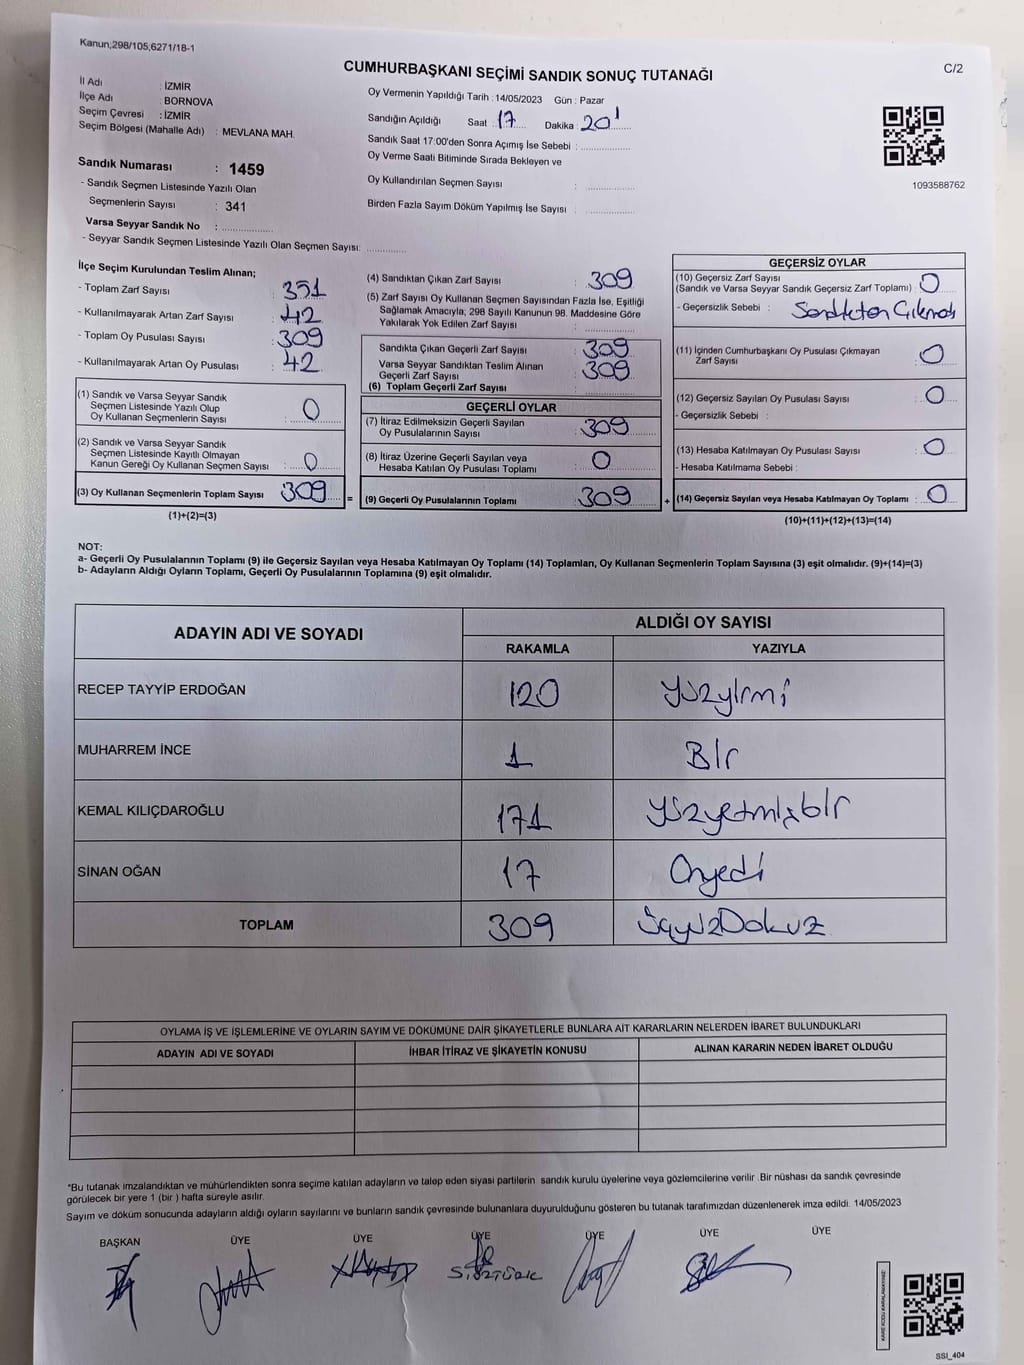 Kanun,298/105,6271/18-1
CUMHURBAŞKANI SEÇİMİ SANDIK SONUÇ TUTANAĞI
C/2
İl Adı : İZMİR
İlçe Adı : BORNOVA
Seçim Çevresi : İZMİR
Seçim Bölgesi (Mahalle Adı) : MEVLANA MAH.
Sandık Numarası : 1459
- Sandık Seçmen Listesinde Yazılı Olan
Seçmenlerin Sayısı : 341
Varsa Seyyar Sandık No :
- Seyyar Sandık Seçmen Listesinde Yazılı Olan Seçmen Sayısı:
Oy Vermenin Yapıldığı Tarih : 14/05/2023 Gün : Pazar
Sandığın Açıldığı Saat : 17 Dakika : 20
Sandık Saat 17:00'den Sonra Açımış İse Sebebi :
Oy Verme Saati Bitiminde Sırada Bekleyen ve
Oy Kullandırılan Seçmen Sayısı :
Birden Fazla Sayım Döküm Yapılmış İse Sayısı :
1093588762
İlçe Seçim Kurulundan Teslim Alınan;
- Toplam Zarf Sayısı : 351
- Kullanılmayarak Artan Zarf Sayısı : 42
- Toplam Oy Pusulası Sayısı : 309
- Kullanılmayarak Artan Oy Pusulası : 42
(1) Sandık ve Varsa Seyyar Sandık
Seçmen Listesinde Yazılı Olup
Oy Kullanan Seçmenlerin Sayısı : 0
(2) Sandık ve Varsa Seyyar Sandık
Seçmen Listesinde Kayıtlı Olmayan
Kanun Gereği Oy Kullanan Seçmen Sayısı : 0
(3) Oy Kullanan Seçmenlerin Toplam Sayısı : 309 =
(1)+(2)=(3)
(4) Sandıktan Çıkan Zarf Sayısı : 309
(5) Zarf Sayısı Oy Kullanan Seçmen Sayısından Fazla İse, Eşitliği
Sağlamak Amacıyla; 298 Sayılı Kanunun 98. Maddesine Göre
Yakılarak Yok Edilen Zarf Sayısı :
Sandıkta Çıkan Geçerli Zarf Sayısı : 309
Varsa Seyyar Sandıktan Teslim Alınan
Geçerli Zarf Sayısı : 309
(6) Toplam Geçerli Zarf Sayısı :
GEÇERLİ OYLAR
(7) İtiraz Edilmeksizin Geçerli Sayılan
Oy Pusulalarının Sayısı : 309
(8) İtiraz Üzerine Geçerli Sayılan veya
Hesaba Katılan Oy Pusulası Toplamı : 0
(9) Geçerli Oy Pusulalarının Toplamı : 309 +
GEÇERSİZ OYLAR
(10) Geçersiz Zarf Sayısı
(Sandık ve Varsa Seyyar Sandık Geçersiz Zarf Toplamı) : 0
- Geçersizlik Sebebi :
(11) İçinden Cumhurbaşkanı Oy Pusulası Çıkmayan
Zarf Sayısı : 0
(12) Geçersiz Sayılan Oy Pusulası Sayısı : 0
- Geçersizlik Sebebi :
(13) Hesaba Katılmayan Oy Pusulası Sayısı : 0
- Hesaba Katılmama Sebebi :
(14) Geçersiz Sayılan veya Hesaba Katılmayan Oy Toplamı : 0
(10)+(11)+(12)+(13)=(14)
NOT:
a- Geçerli Oy Pusulalarının Toplamı (9) ile Geçersiz Sayılan veya Hesaba Katılmayan Oy Toplamı (14) Toplamları, Oy Kullanan Seçmenlerin Toplam Sayısına (3) eşit olmalıdır. (9)+(14)=(3)
b- Adayların Aldığı Oyların Toplamı, Geçerli Oy Pusulalarının Toplamına (9) eşit olmalıdır.
ADAYIN ADI VE SOYADI ALDIĞI OY SAYISI
RAKAMLA YAZIYLA
RECEP TAYYİP ERDOĞAN 120 yüzyirmi
MUHARREM İNCE 1 Bir
KEMAL KILIÇDAROĞLU 171 yüzyetmişbir
SİNAN OĞAN 17 Onyedi
TOPLAM 309 üçyüzDokuz
OYLAMA İŞ VE İŞLEMLERİNE VE OYLARIN SAYIM VE DÖKÜMÜNE DAİR ŞİKAYETLERLE BUNLARA AİT KARARLARIN NELERDEN İBARET BULUNDUKLARI
ADAYIN ADI VE SOYADI İHBAR İTİRAZ VE ŞİKAYETİN KONUSU ALINAN KARARIN NEDEN İBARET OLDUĞU
*Bu tutanak imzalandıktan ve mühürlendikten sonra seçime katılan adayların ve talep eden siyasi partilerin sandık kurulu üyelerine veya gözlemcilerine verilir. Bir nüshası da sandık çevresinde
görülecek bir yere 1 (bir ) hafta süreyle asılır.
Sayım ve döküm sonucunda adayların aldığı oyların sayılarını ve bunların sandık çevresinde bulunanlara duyurulduğunu gösteren bu tutanak tarafımızdan düzenlenerek imza edildi. 14/05/2023
BAŞKAN ÜYE ÜYE ÜYE ÜYE ÜYE ÜYE
S.ÖZTÜRK
SSI_404